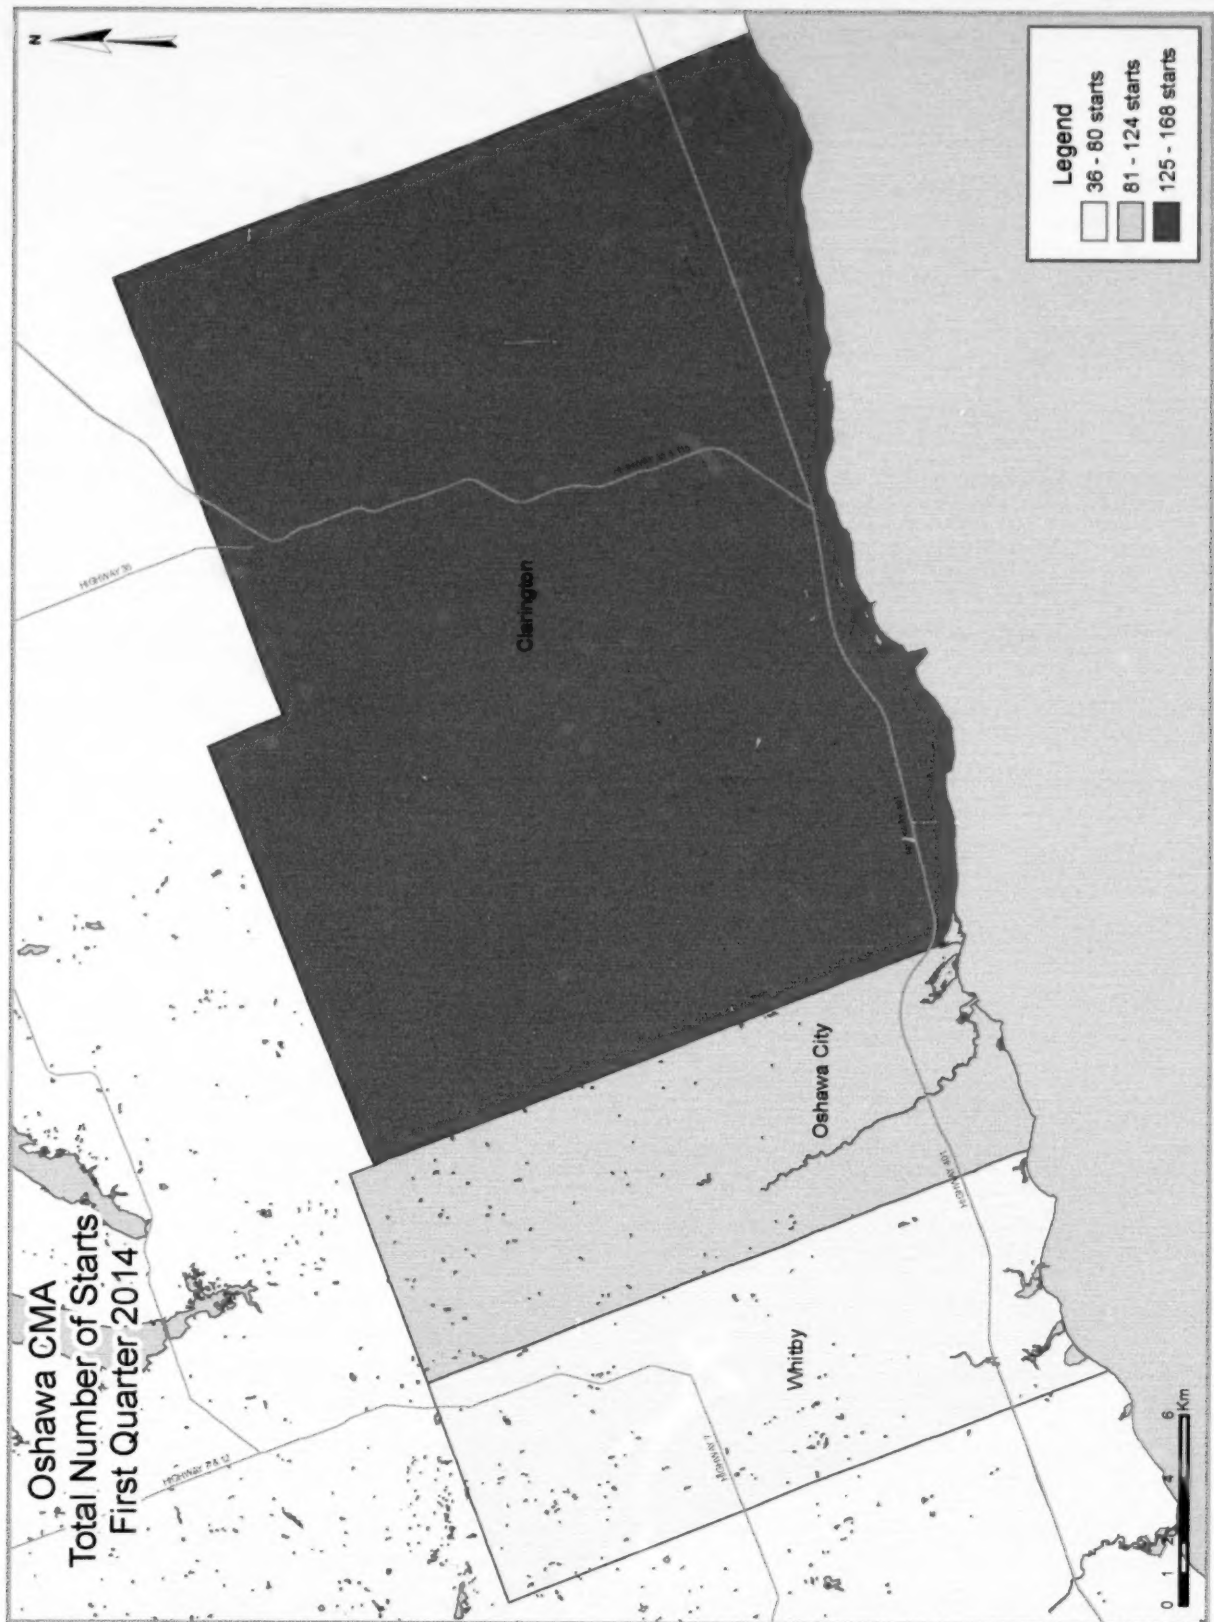 Oshawa CMA
Total Number of Starts
First Quarter 2014
N
HIGHWAY 7 & 12
HIGHWAY 35
HIGHWAY 7
Clarington
Whitby
Oshawa City
HIGHWAY 401
0 1 2 4 6
Km
Legend
36 - 80 starts
81 - 124 starts
125 - 168 starts